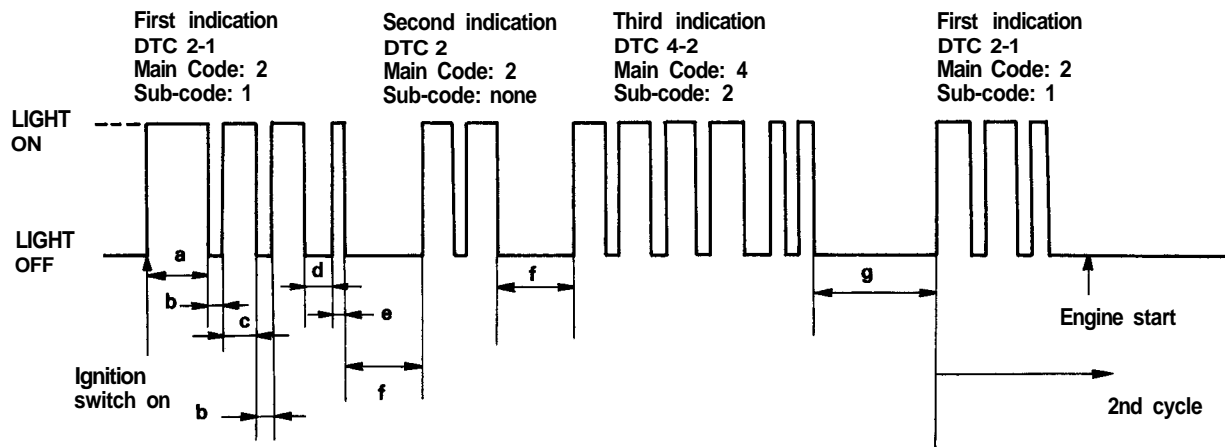 First indication
DTC 2-1
Main Code: 2
Sub-code: 1
Second indication
DTC 2
Main Code: 2
Sub-code: none
Third indication
DTC 4-2
Main Code: 4
Sub-code: 2
First indication
DTC 2-1
Main Code: 2
Sub-code: 1
LIGHT
ON
LIGHT
OFF
a
b
c
b
d
e
f
f
g
Ignition
switch on
Engine start
2nd cycle